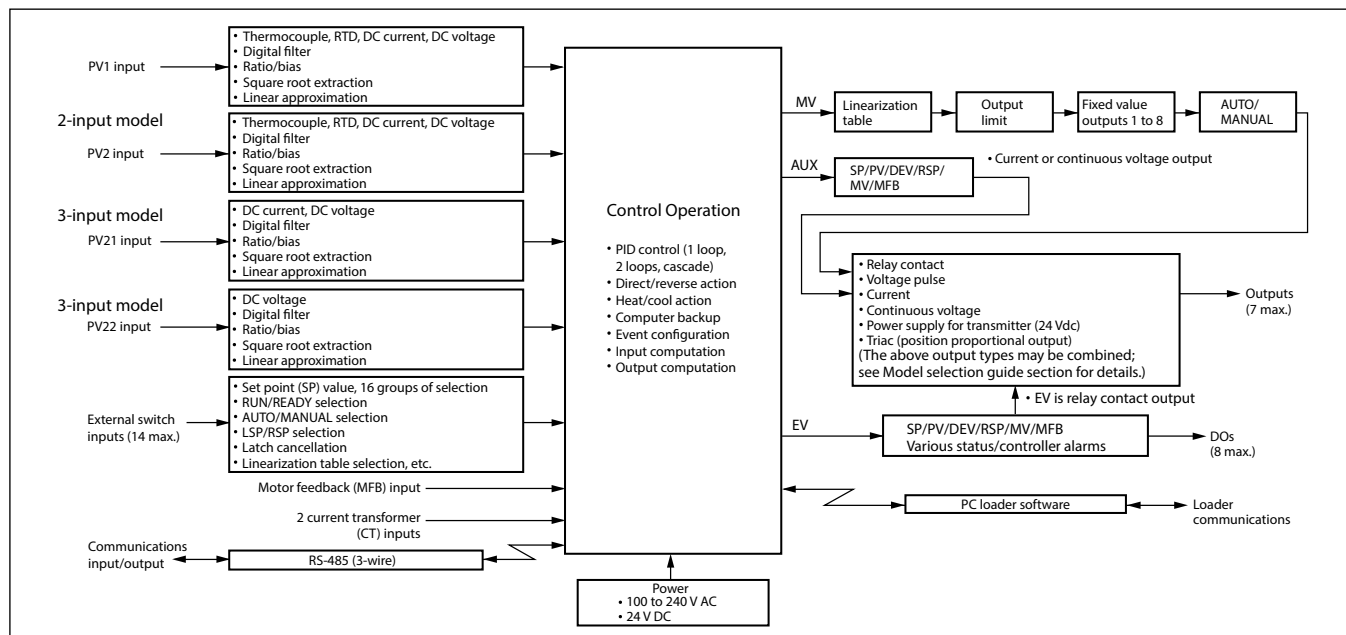 PV1 input
• Thermocouple, RTD, DC current, DC voltage
• Digital filter
• Ratio/bias
• Square root extraction
• Linear approximation
2-input model
PV2 input
• Thermocouple, RTD, DC current, DC voltage
• Digital filter
• Ratio/bias
• Square root extraction
• Linear approximation
3-input model
PV21 input
• DC current, DC voltage
• Digital filter
• Ratio/bias
• Square root extraction
• Linear approximation
3-input model
PV22 input
• DC voltage
• Digital filter
• Ratio/bias
• Square root extraction
• Linear approximation
External switch
inputs (14 max.)
• Set point (SP) value, 16 groups of selection
• RUN/READY selection
• AUTO/MANUAL selection
• LSP/RSP selection
• Latch cancellation
• Linearization table selection, etc.
Motor feedback (MFB) input
2 current transformer
(CT) inputs
Communications
input/output
RS-485 (3-wire)
Control Operation
• PID control (1 loop,
2 loops, cascade)
• Direct/reverse action
• Heat/cool action
• Computer backup
• Event configuration
• Input computation
• Output computation
Power
• 100 to 240 V AC
• 24 V DC
MV
Linearization
table
Output
limit
Fixed value
outputs 1 to 8
AUTO/
MANUAL
AUX
SP/PV/DEV/RSP/
MV/MFB
• Current or continuous voltage output
• Relay contact
• Voltage pulse
• Current
• Continuous voltage
• Power supply for transmitter (24 Vdc)
• Triac (position proportional output)
(The above output types may be combined;
see Model selection guide section for details.)
Outputs
(7 max.)
• EV is relay contact output
EV
SP/PV/DEV/RSP/MV/MFB
Various status/controller alarms
DOs
(8 max.)
PC loader software
Loader
communications